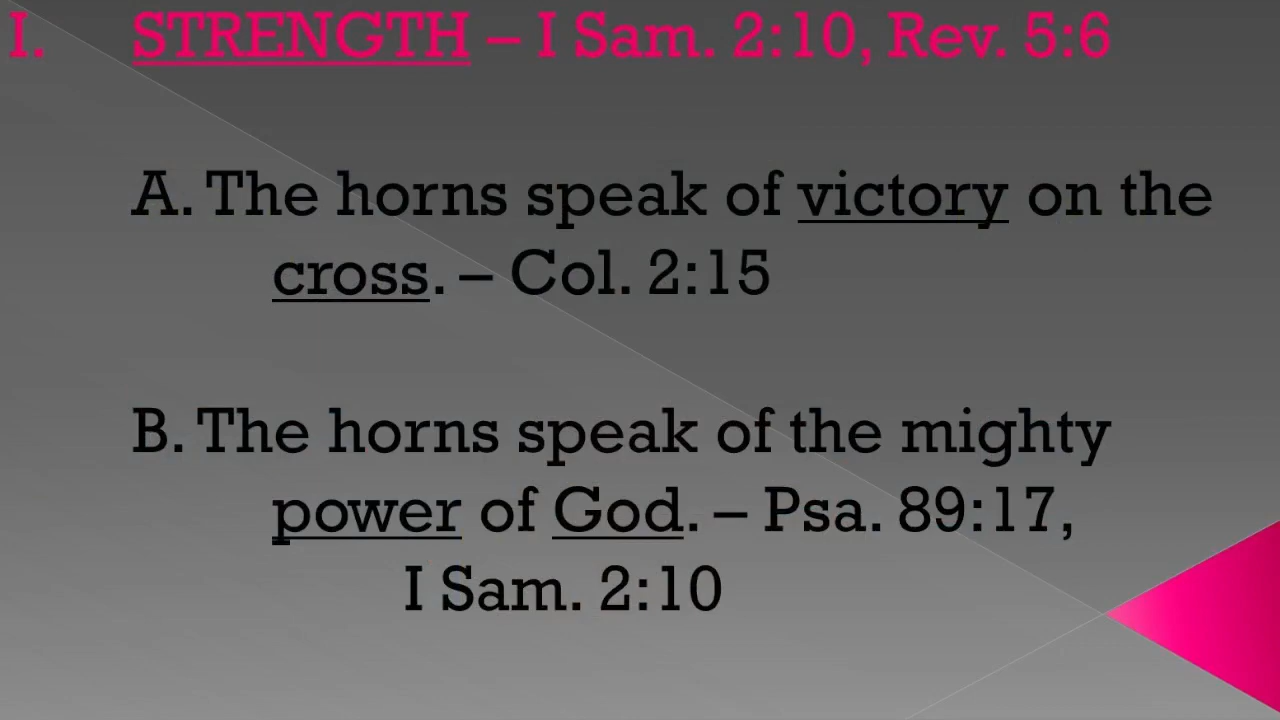 I. STRENGTH – I Sam. 2:10, Rev. 5:6
A. The horns speak of victory on the
cross. – Col. 2:15
B. The horns speak of the mighty
power of God. – Psa. 89:17,
I Sam. 2:10